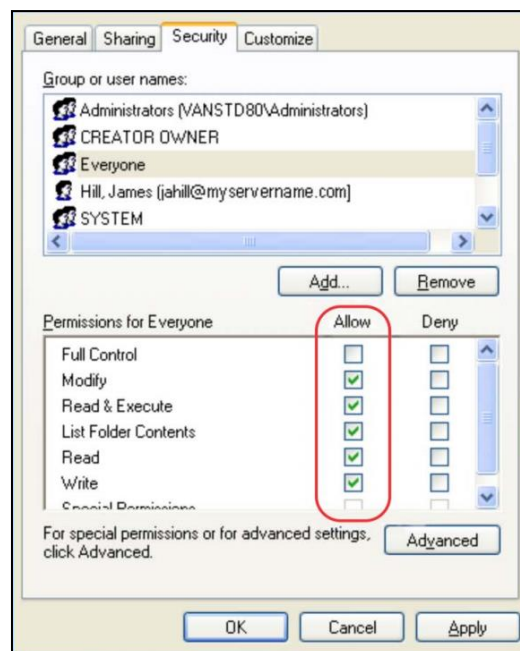 General Sharing Security Customize
Group or user names:
Administrators (VANSTD80\Administrators)
CREATOR OWNER
Everyone
Hill, James (jahill@myservername.com]
SYSTEM
Add... Remove
Permissions for Everyone Allow Deny
Full Control
Modify
Read & Execute
List Folder Contents
Read
Write
Special Permissions
For special permissions or for advanced settings,
click Advanced.
Advanced
OK Cancel Apply